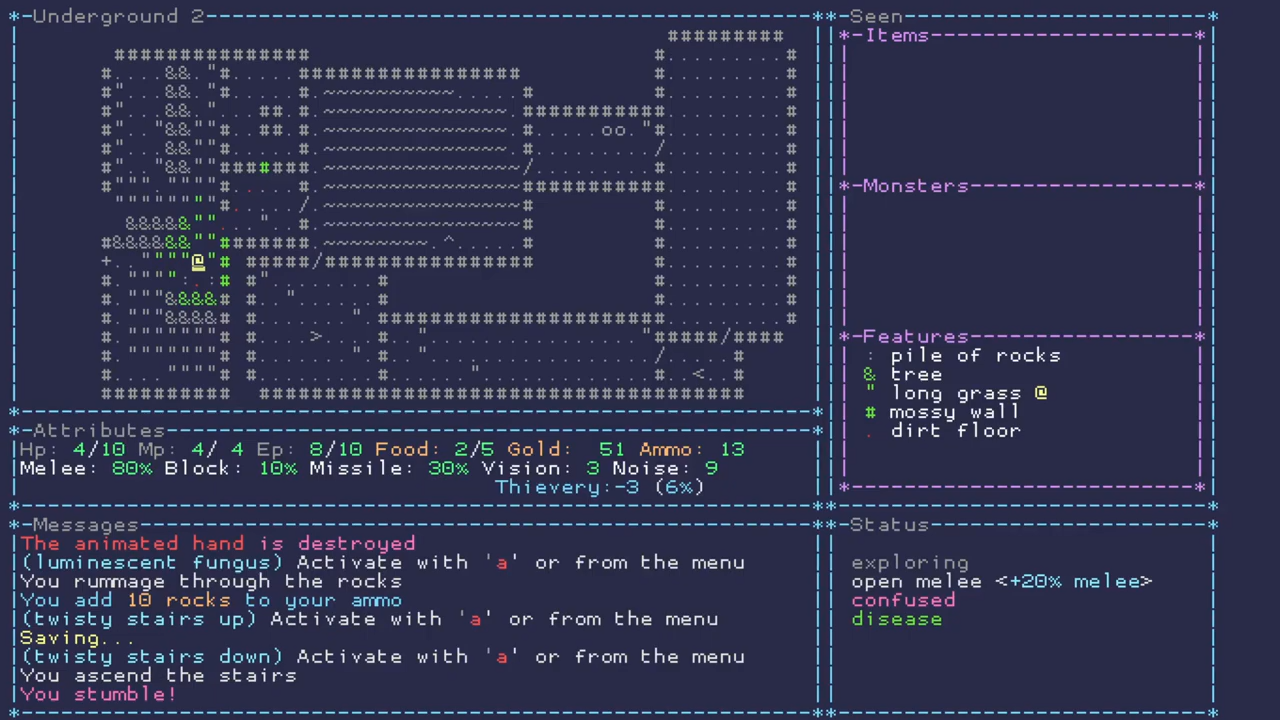 Underground 2
Seen
Items
Monsters
Features
: pile of rocks
& tree
" long grass @
# mossy wall
. dirt floor
Attributes
Hp: 4/10 Mp: 4/ 4 Ep: 8/10 Food: 2/5 Gold: 51 Ammo: 13
Melee: 80% Block: 10% Missile: 30% Vision: 3 Noise: 9
Thievery:-3 (6%)
Messages
The animated hand is destroyed
(luminescent fungus) Activate with 'a' or from the menu
You rummage through the rocks
You add 10 rocks to your ammo
(twisty stairs up) Activate with 'a' or from the menu
Saving...
(twisty stairs down) Activate with 'a' or from the menu
You ascend the stairs
You stumble!
Status
exploring
open melee <+20% melee>
confused
disease